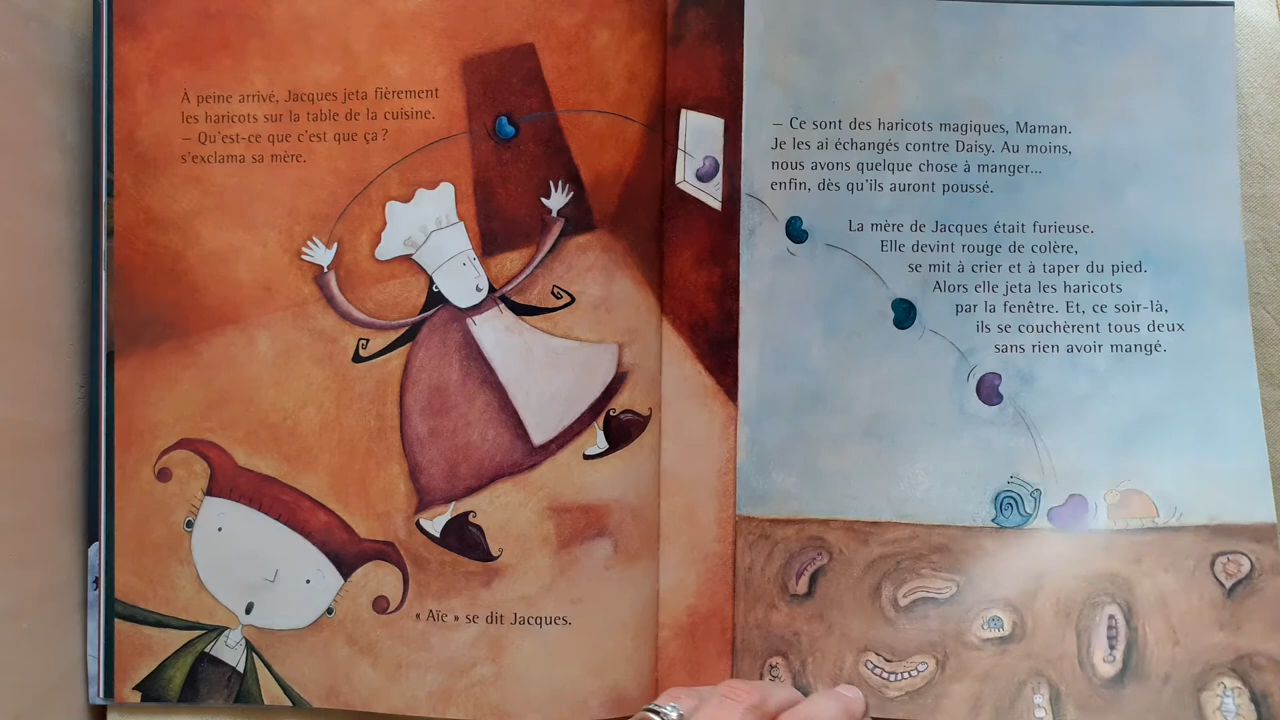 À peine arrivé, Jacques jeta fièrement
les haricots sur la table de la cuisine.
– Qu'est-ce que c'est que ça ?
s'exclama sa mère.
« Aïe » se dit Jacques.
– Ce sont des haricots magiques, Maman.
Je les ai échangés contre Daisy. Au moins,
nous avons quelque chose à manger...
enfin, dès qu'ils auront poussé.
La mère de Jacques était furieuse.
Elle devint rouge de colère,
se mit à crier et à taper du pied.
Alors elle jeta les haricots
par la fenêtre. Et, ce soir-là,
ils se couchèrent tous deux
sans rien avoir mangé.